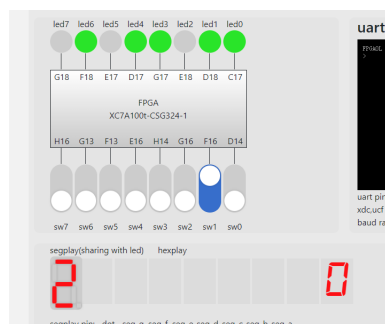 led7 led6 led5 led4 led3 led2 led1 led0
uart
FPGAOL
>
G18 F18 E17 D17 G17 E18 D18 C17
FPGA
XC7A100t-CSG324-1
H16 G13 F13 E16 H14 G16 F16 D14
sw7 sw6 sw5 sw4 sw3 sw2 sw1 sw0
uart pin
xdc,ucf
baud ra
segplay(sharing with led) hexplay
2 0